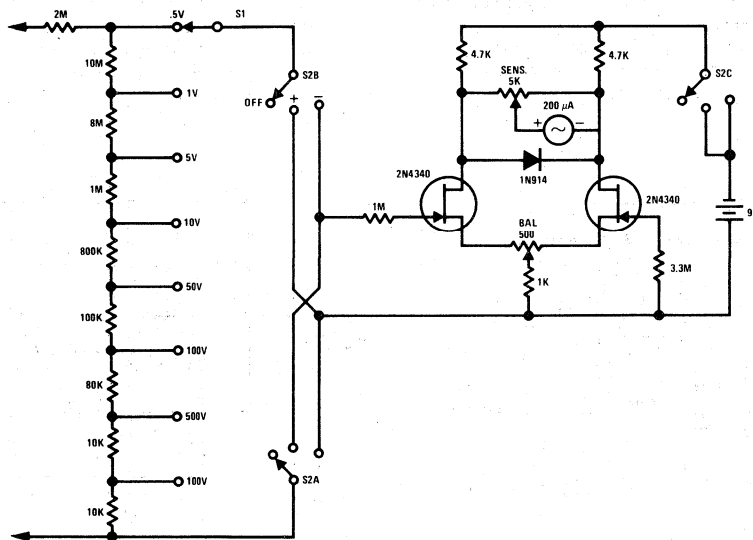 2M
.5V
S1
10M
1V
8M
5V
1M
10V
800K
50V
100K
100V
80K
500V
10K
100V
10K
S2B
OFF
+
−
S2A
1M
2N4340
4.7K
SENS.
5K
4.7K
200 μA
+
−
1N914
2N4340
BAL
500
1K
3.3M
S2C
9